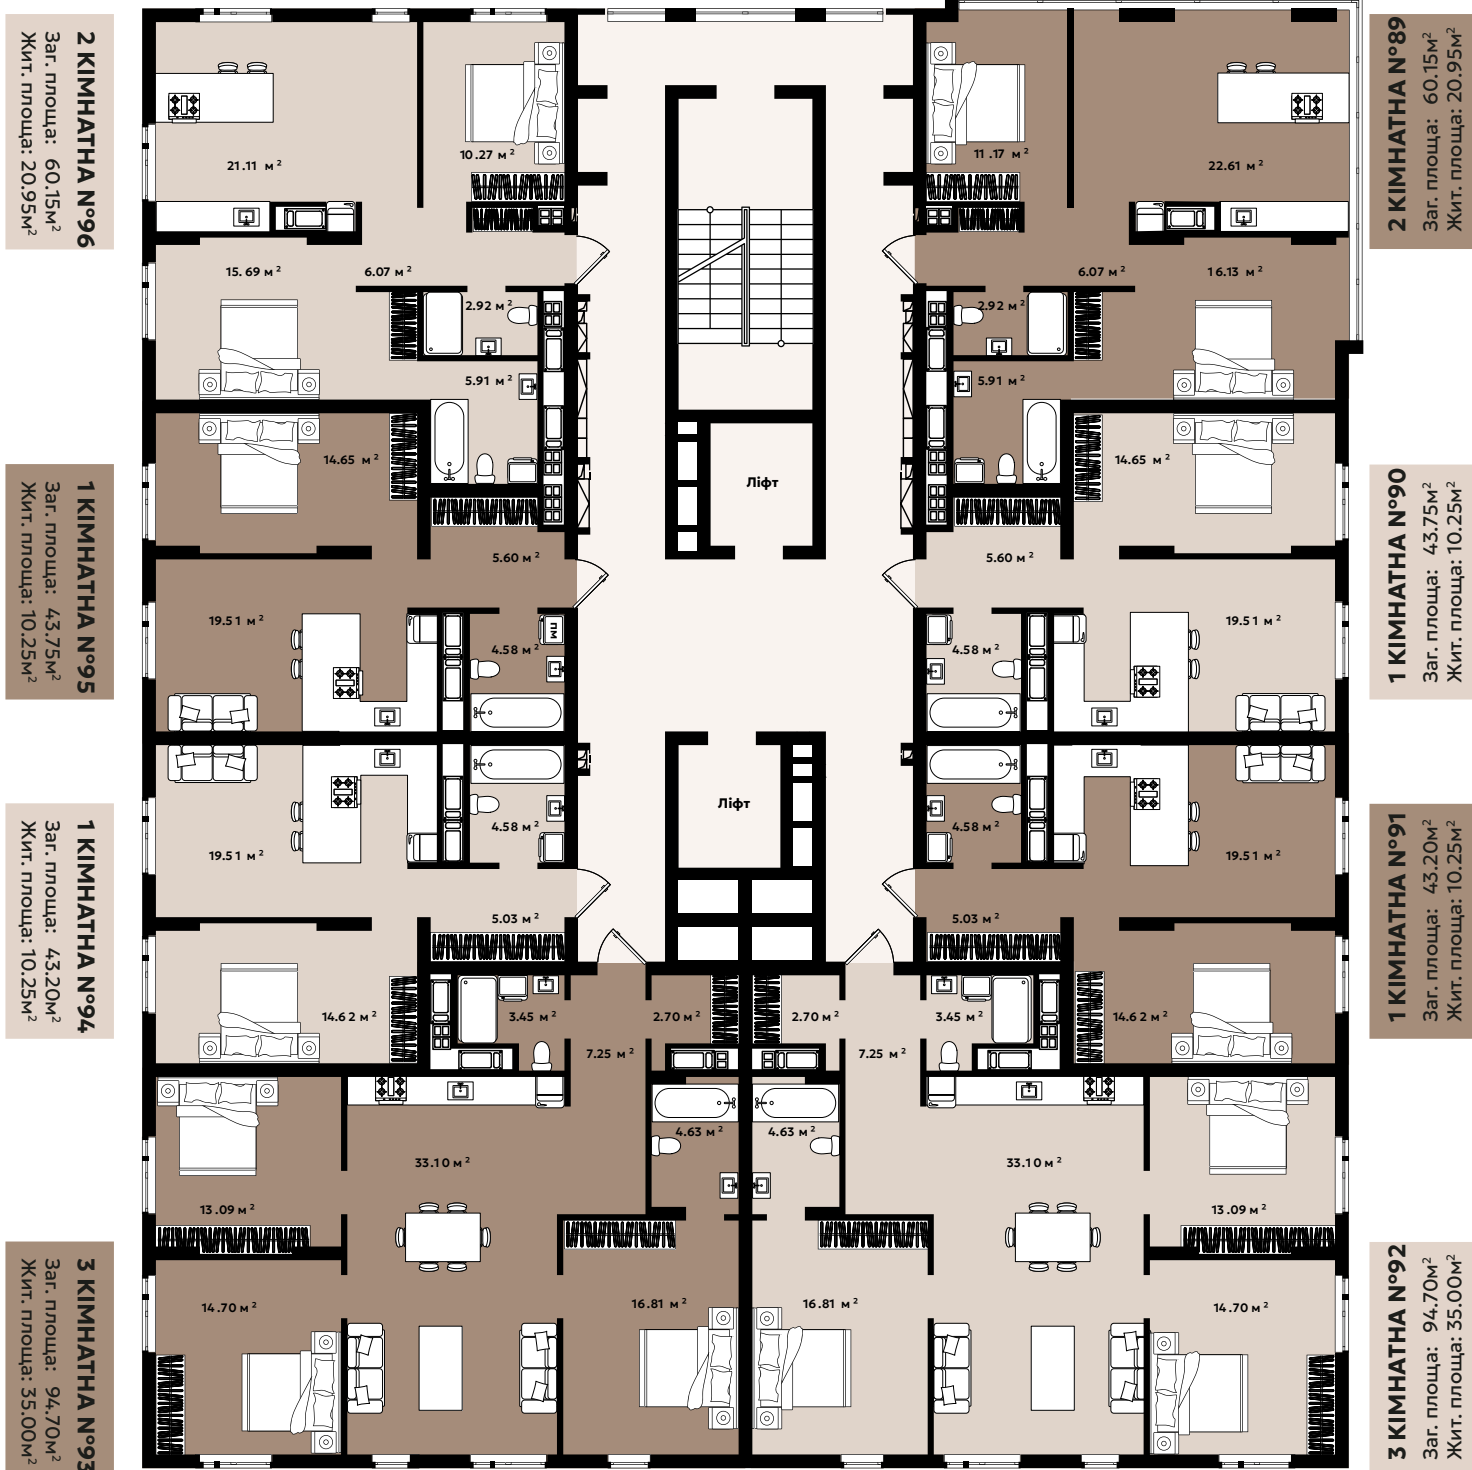 2 КІМНАТНА N°96
Заг. площа: 60.15м²
Жит. площа: 20.95м²
1 КІМНАТНА N°95
Заг. площа: 43.75м²
Жит. площа: 10.25м²
1 КІМНАТНА N°94
Заг. площа: 43.20м²
Жит. площа: 10.25м²
3 КІМНАТНА N°93
Заг. площа: 94.70м²
Жит. площа: 35.00м²
21.11 м²
10.27 м²
15.69 м²
6.07 м²
2.92 м²
5.91 м²
14.65 м²
5.60 м²
19.51 м²
4.58 м²
ПМ
19.51 м²
4.58 м²
5.03 м²
14.62 м²
3.45 м²
2.70 м²
7.25 м²
4.63 м²
33.10 м²
13.09 м²
14.70 м²
16.81 м²
Ліфт
Ліфт
11.17 м²
22.61 м²
6.07 м²
16.13 м²
2.92 м²
5.91 м²
14.65 м²
5.60 м²
19.51 м²
4.58 м²
4.58 м²
19.51 м²
5.03 м²
14.62 м²
2.70 м²
3.45 м²
7.25 м²
4.63 м²
33.10 м²
13.09 м²
16.81 м²
14.70 м²
2 КІМНАТНА N°89
Заг. площа: 60.15м²
Жит. площа: 20.95м²
1 КІМНАТНА N°90
Заг. площа: 43.75м²
Жит. площа: 10.25м²
1 КІМНАТНА N°91
Заг. площа: 43.20м²
Жит. площа: 10.25м²
3 КІМНАТНА N°92
Заг. площа: 94.70м²
Жит. площа: 35.00м²